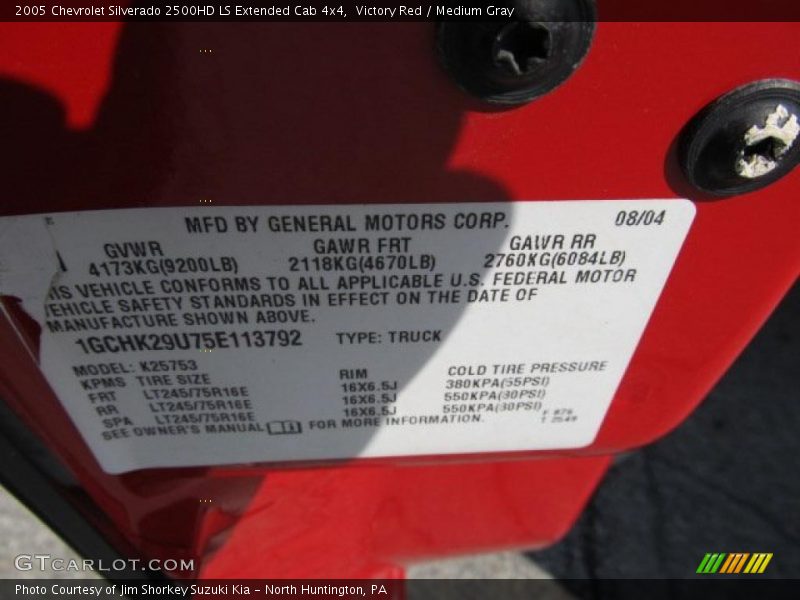 2005 Chevrolet Silverado 2500HD LS Extended Cab 4x4,  Victory Red / Medium Gray
MFD BY GENERAL MOTORS CORP. 08/04
GVWR GAWR FRT GAWR RR
4173KG(9200LB) 2118KG(4670LB) 2760KG(6084LB)
IS VEHICLE CONFORMS TO ALL APPLICABLE U.S. FEDERAL MOTOR
EHICLE SAFETY STANDARDS IN EFFECT ON THE DATE OF
MANUFACTURE SHOWN ABOVE.
1GCHK29U75E113792 TYPE: TRUCK
MODEL: K25753
KPMS TIRE SIZE RIM COLD TIRE PRESSURE
FRT LT245/75R16E 16X6.5J 380KPA(55PSI)
RR LT245/75R16E 16X6.5J 550KPA(80PSI)
SPA LT245/75R16E 16X6.5J 550KPA(80PSI)
SEE OWNER'S MANUAL FOR MORE INFORMATION.
GTCARLOT.COM
Photo Courtesy of Jim Shorkey Suzuki Kia - North Huntington, PA